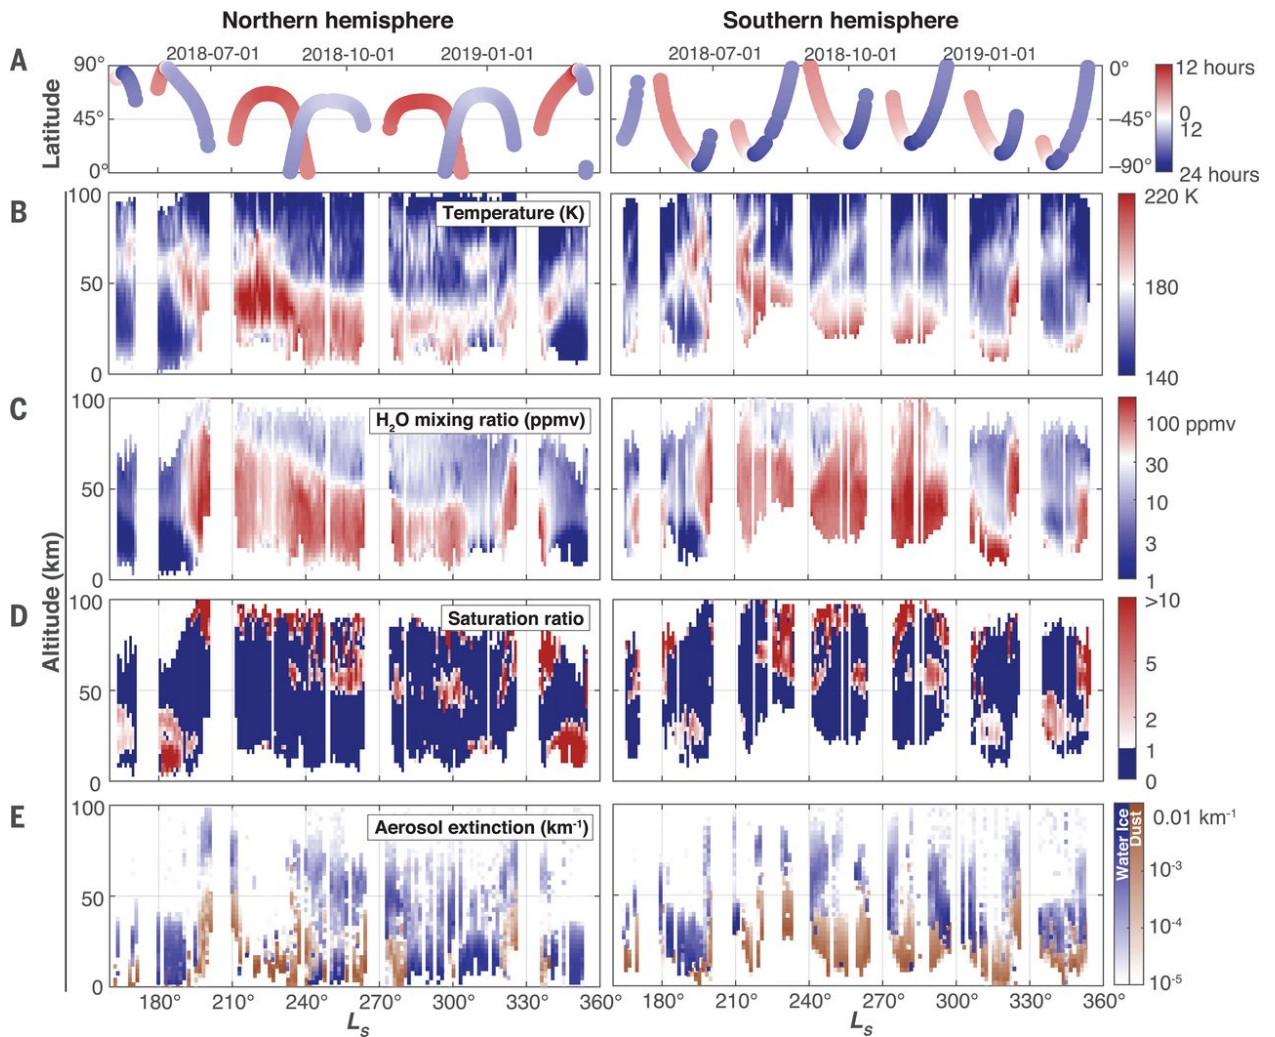 Northern hemisphere
Southern hemisphere
2018-07-01 2018-10-01 2019-01-01
2018-07-01 2018-10-01 2019-01-01
A
Latitude
90°
45°
0°
0°
−45°
−90°
12 hours
0
12
24 hours
B
100
50
0
Temperature (K)
220 K
180
140
C
100
50
0
H₂O mixing ratio (ppmv)
100 ppmv
30
10
3
1
Altitude (km)
D
100
50
0
Saturation ratio
>10
5
2
1
0
E
100
50
0
Aerosol extinction (km⁻¹)
Water Ice
Dust
0.01 km⁻¹
10⁻³
10⁻⁴
10⁻⁵
180° 210° 240° 270° 300° 330° 360°
0° 180° 210° 240° 270° 300° 330° 360°
Lₛ
Lₛ